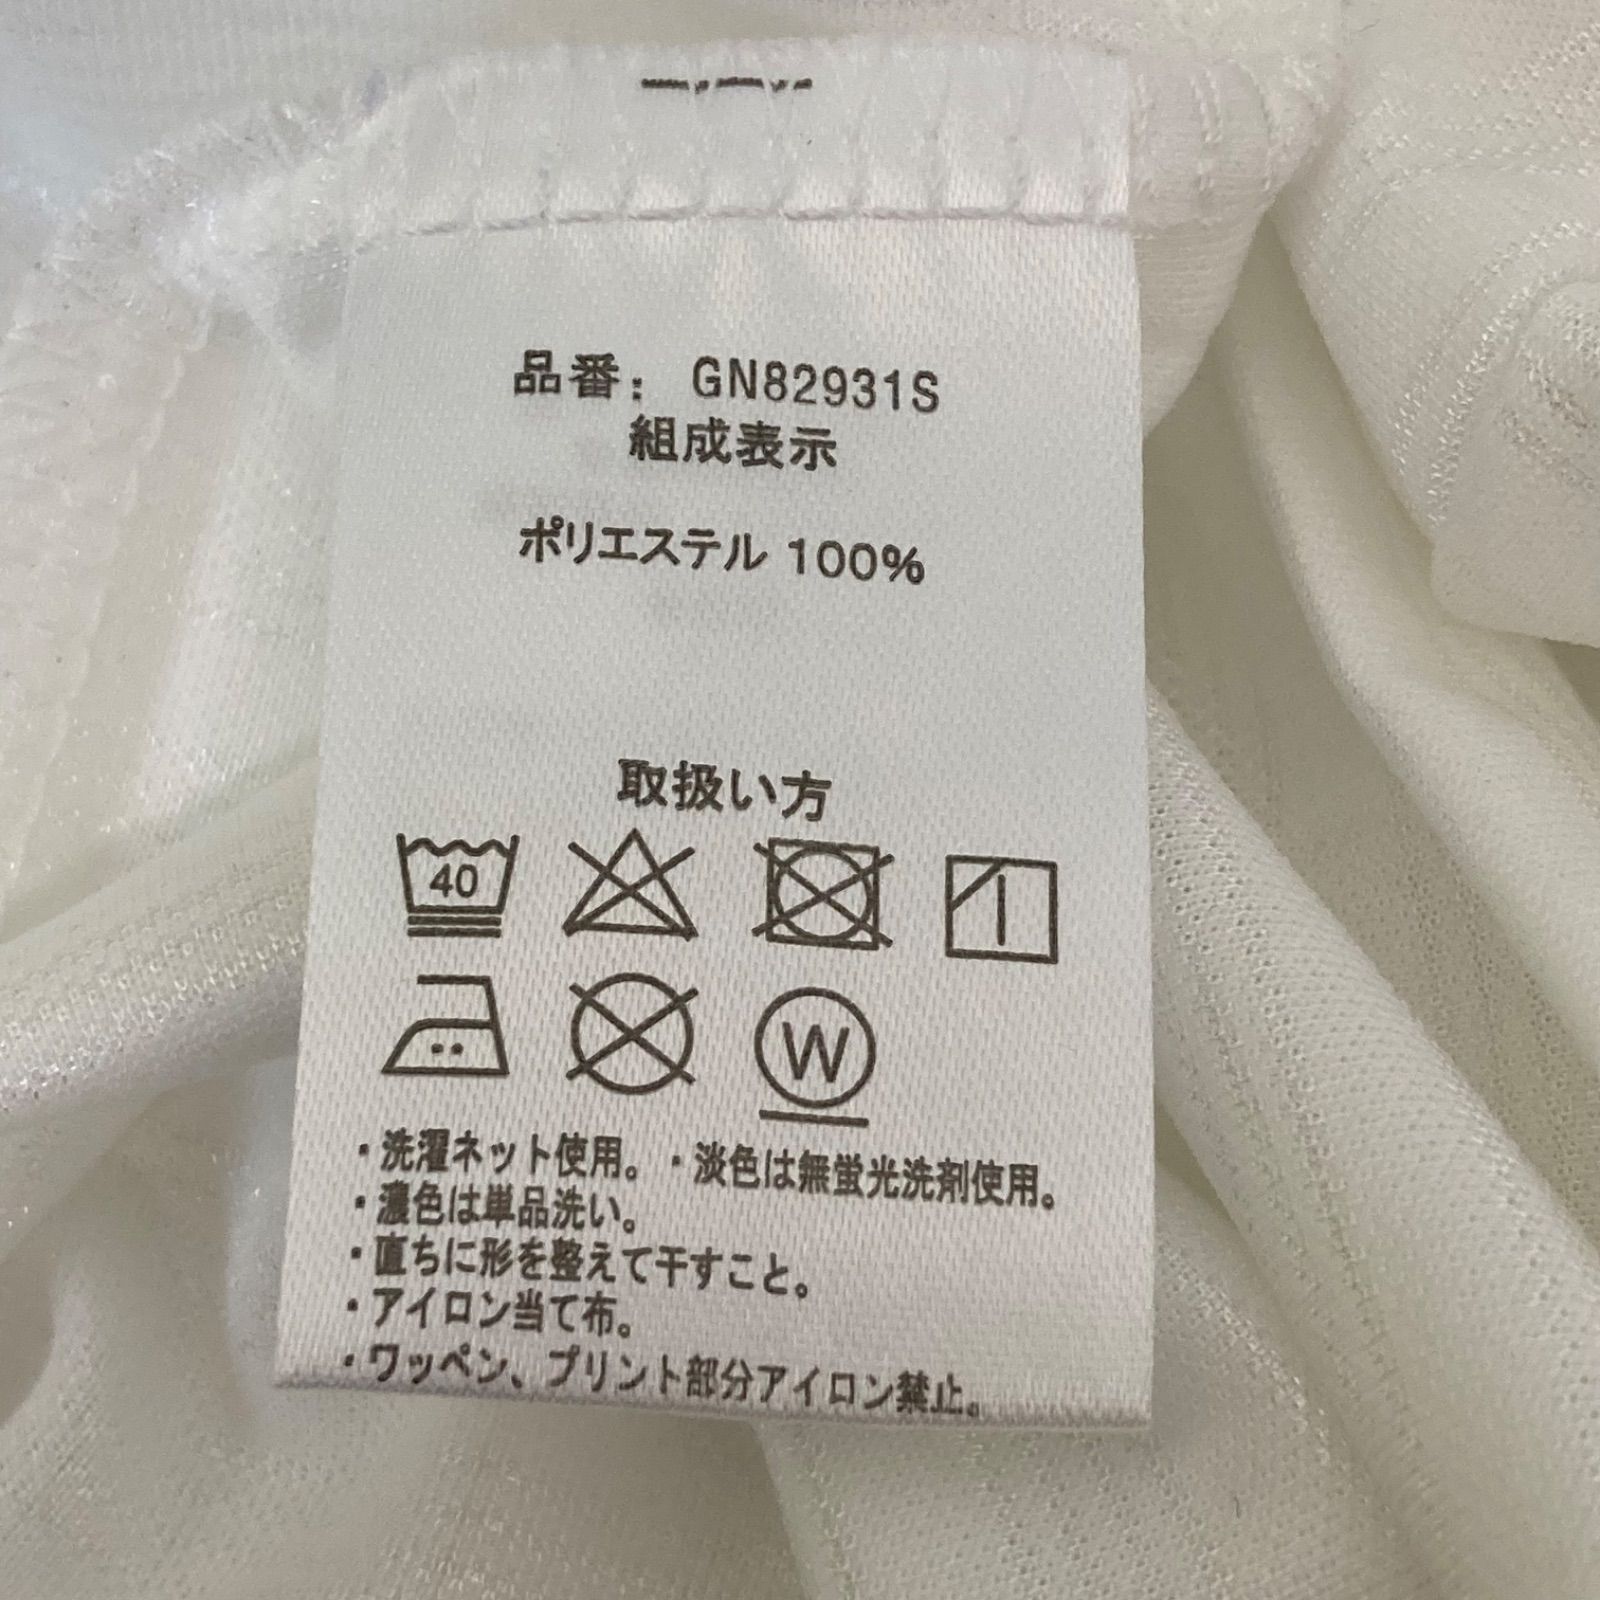 品番： GN82931S
組成表示
ポリエステル 100%
取扱い方
40
W
・洗濯ネット使用。・淡色は無蛍光洗剤使用。
・濃色は単品洗い。
・直ちに形を整えて干すこと。
・アイロン当て布。
・ワッペン、プリント部分アイロン禁止。